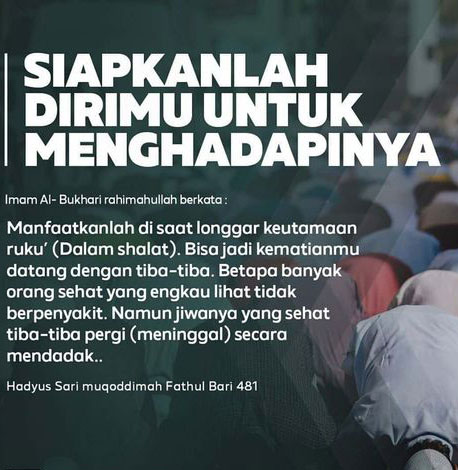 SIAPKANLAH
DIRIMU UNTUK
MENGHADAPINYA
Imam Al- Bukhari rahimahullah berkata :
Manfaatkanlah di saat longgar keutamaan
ruku' (Dalam shalat). Bisa jadi kematianmu
datang dengan tiba-tiba. Betapa banyak
orang sehat yang engkau lihat tidak
berpenyakit. Namun jiwanya yang sehat
tiba-tiba pergi (meninggal) secara
mendadak..
Hadyus Sari muqoddimah Fathul Bari 481